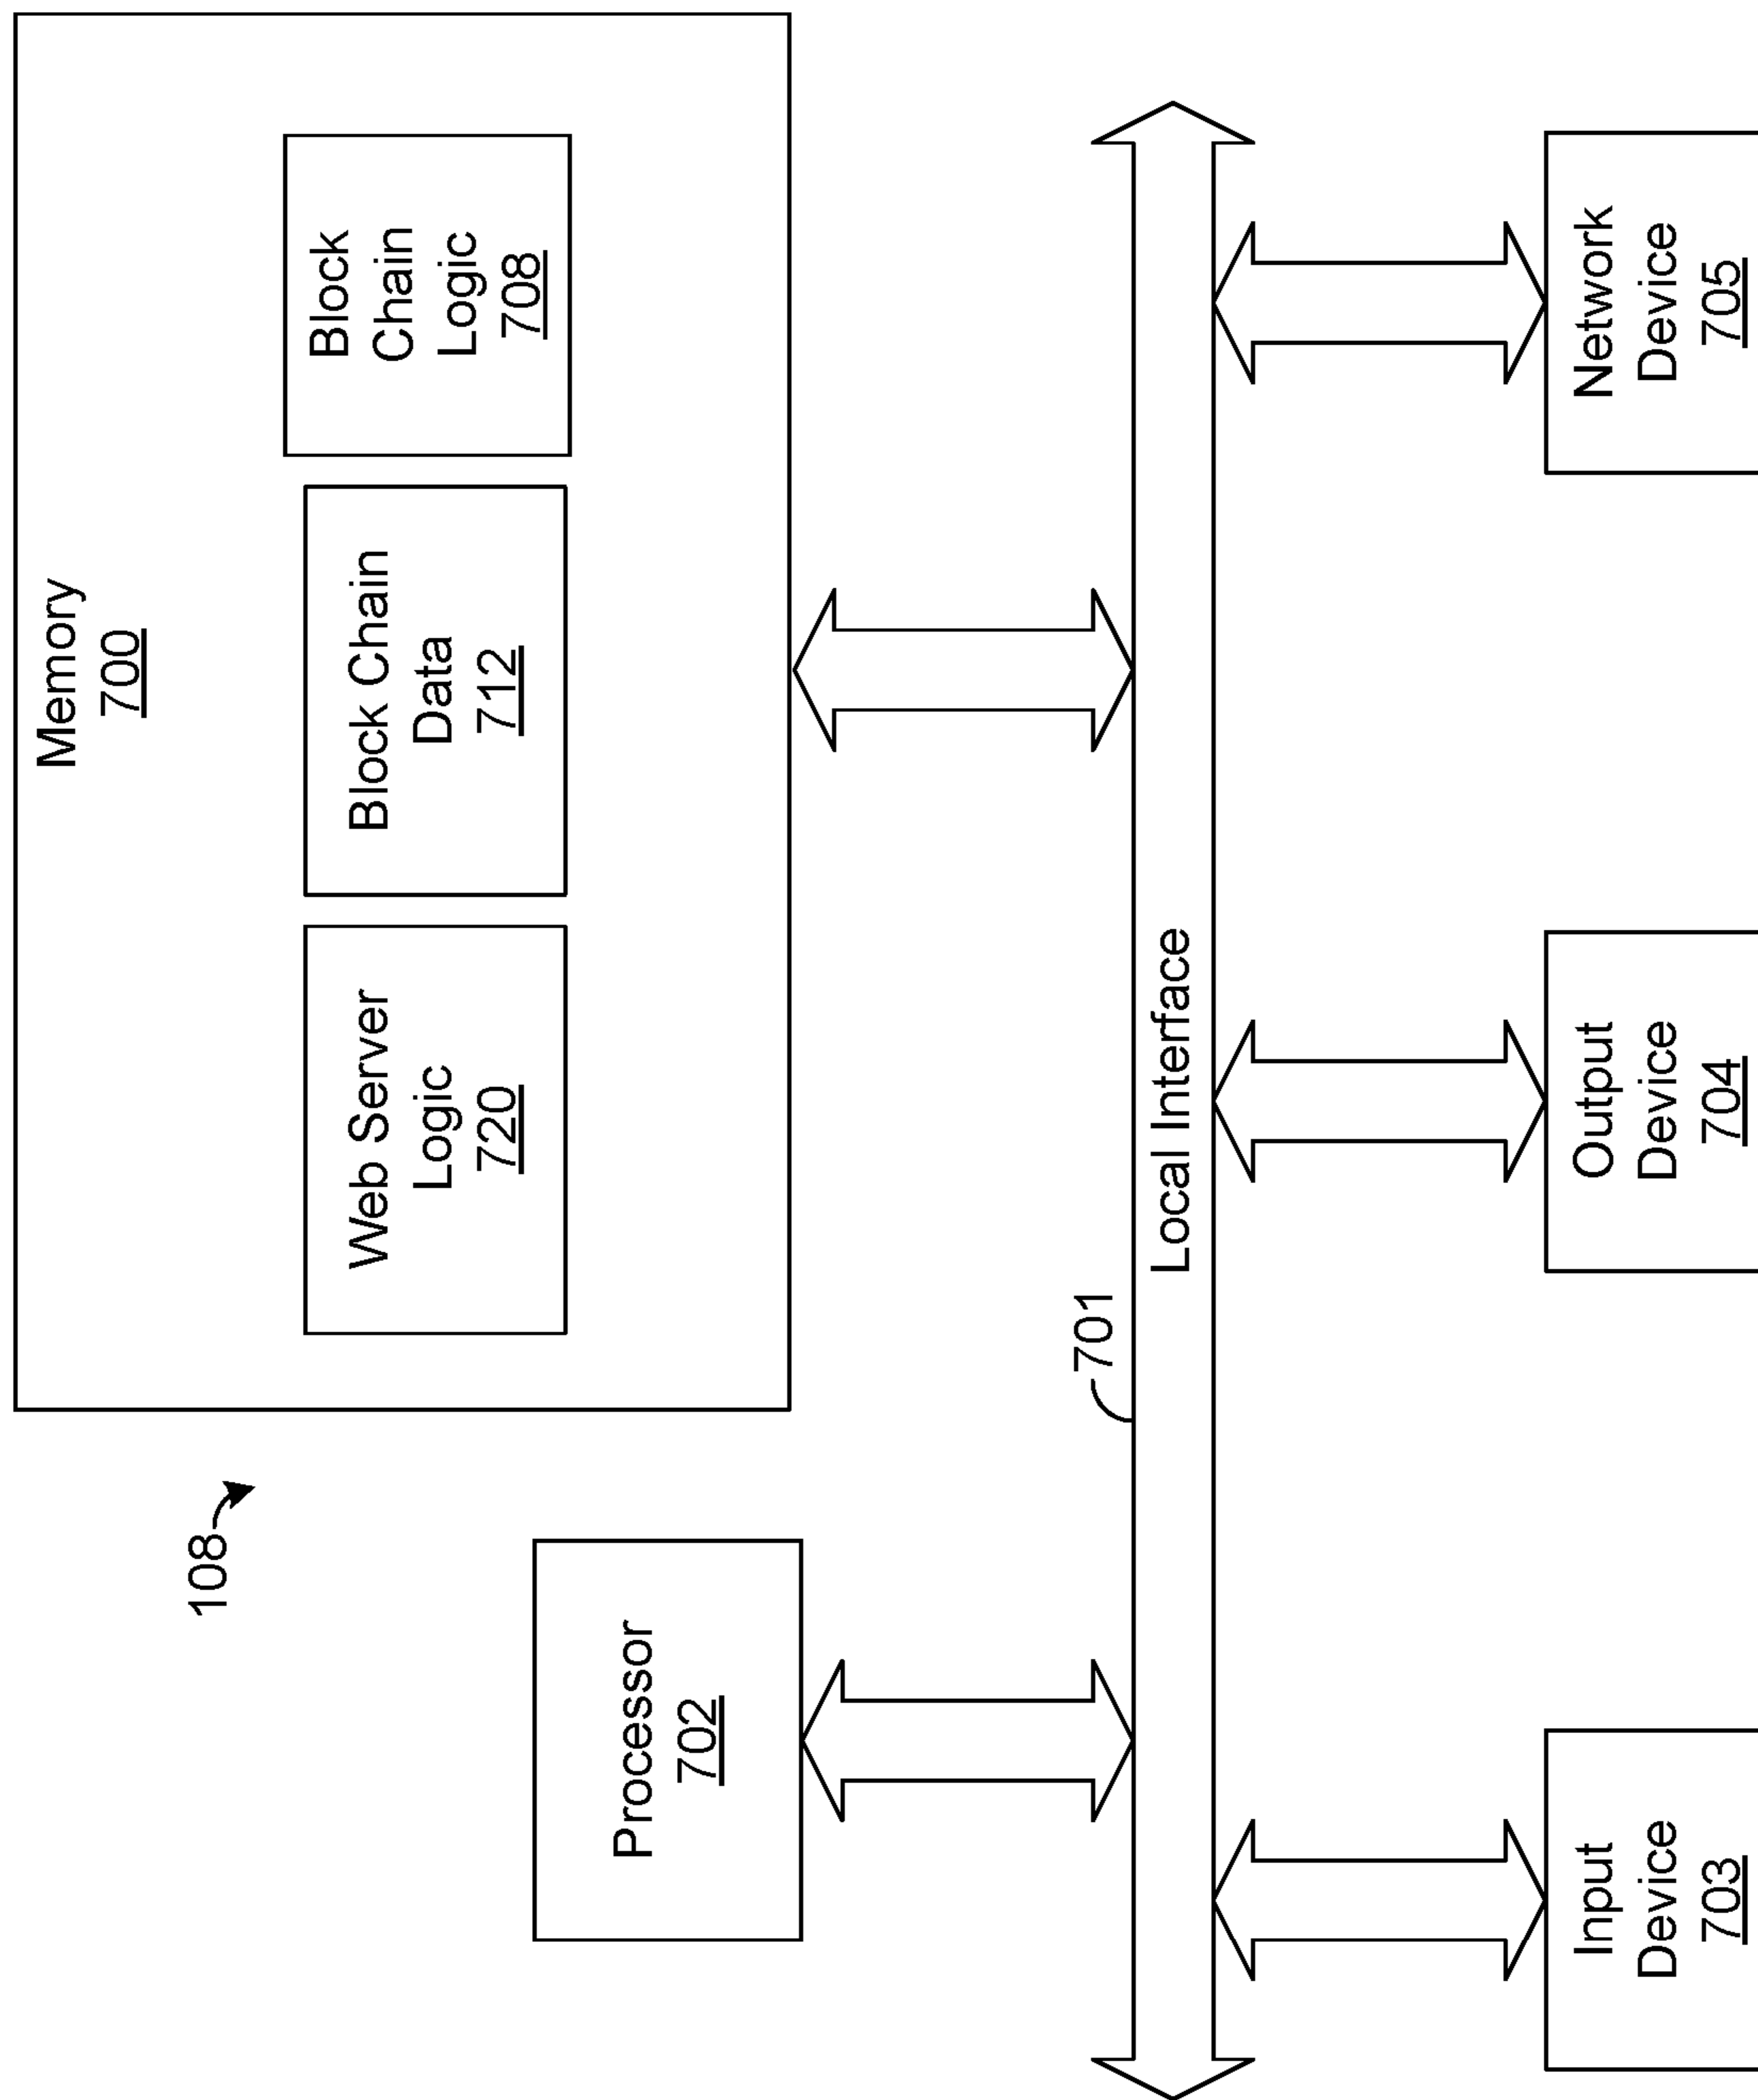 108
Memory
700
Web Server
Logic
720
Block Chain
Data
712
Block
Chain
Logic
708
Processor
702
701
Local Interface
Input
Device
703
Output
Device
704
Network
Device
705